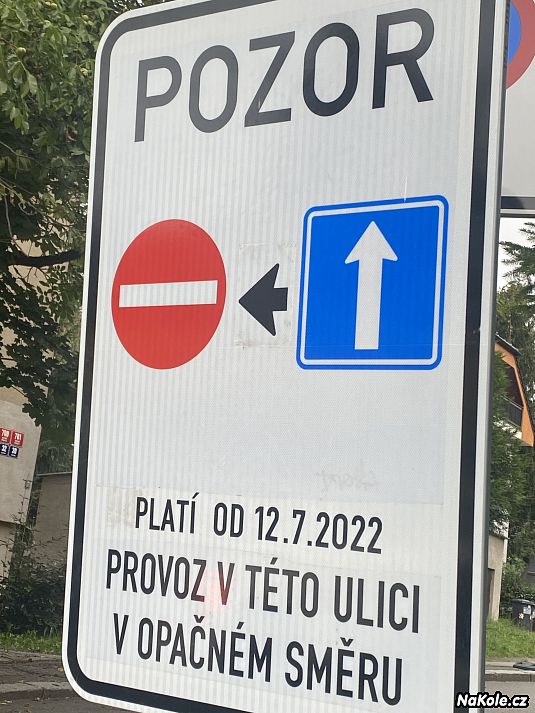 POZOR
PLATÍ OD 12.7.2022
PROVOZ V TÉTO ULICI
V OPAČNÉM SMĚRU
NaKole.cz